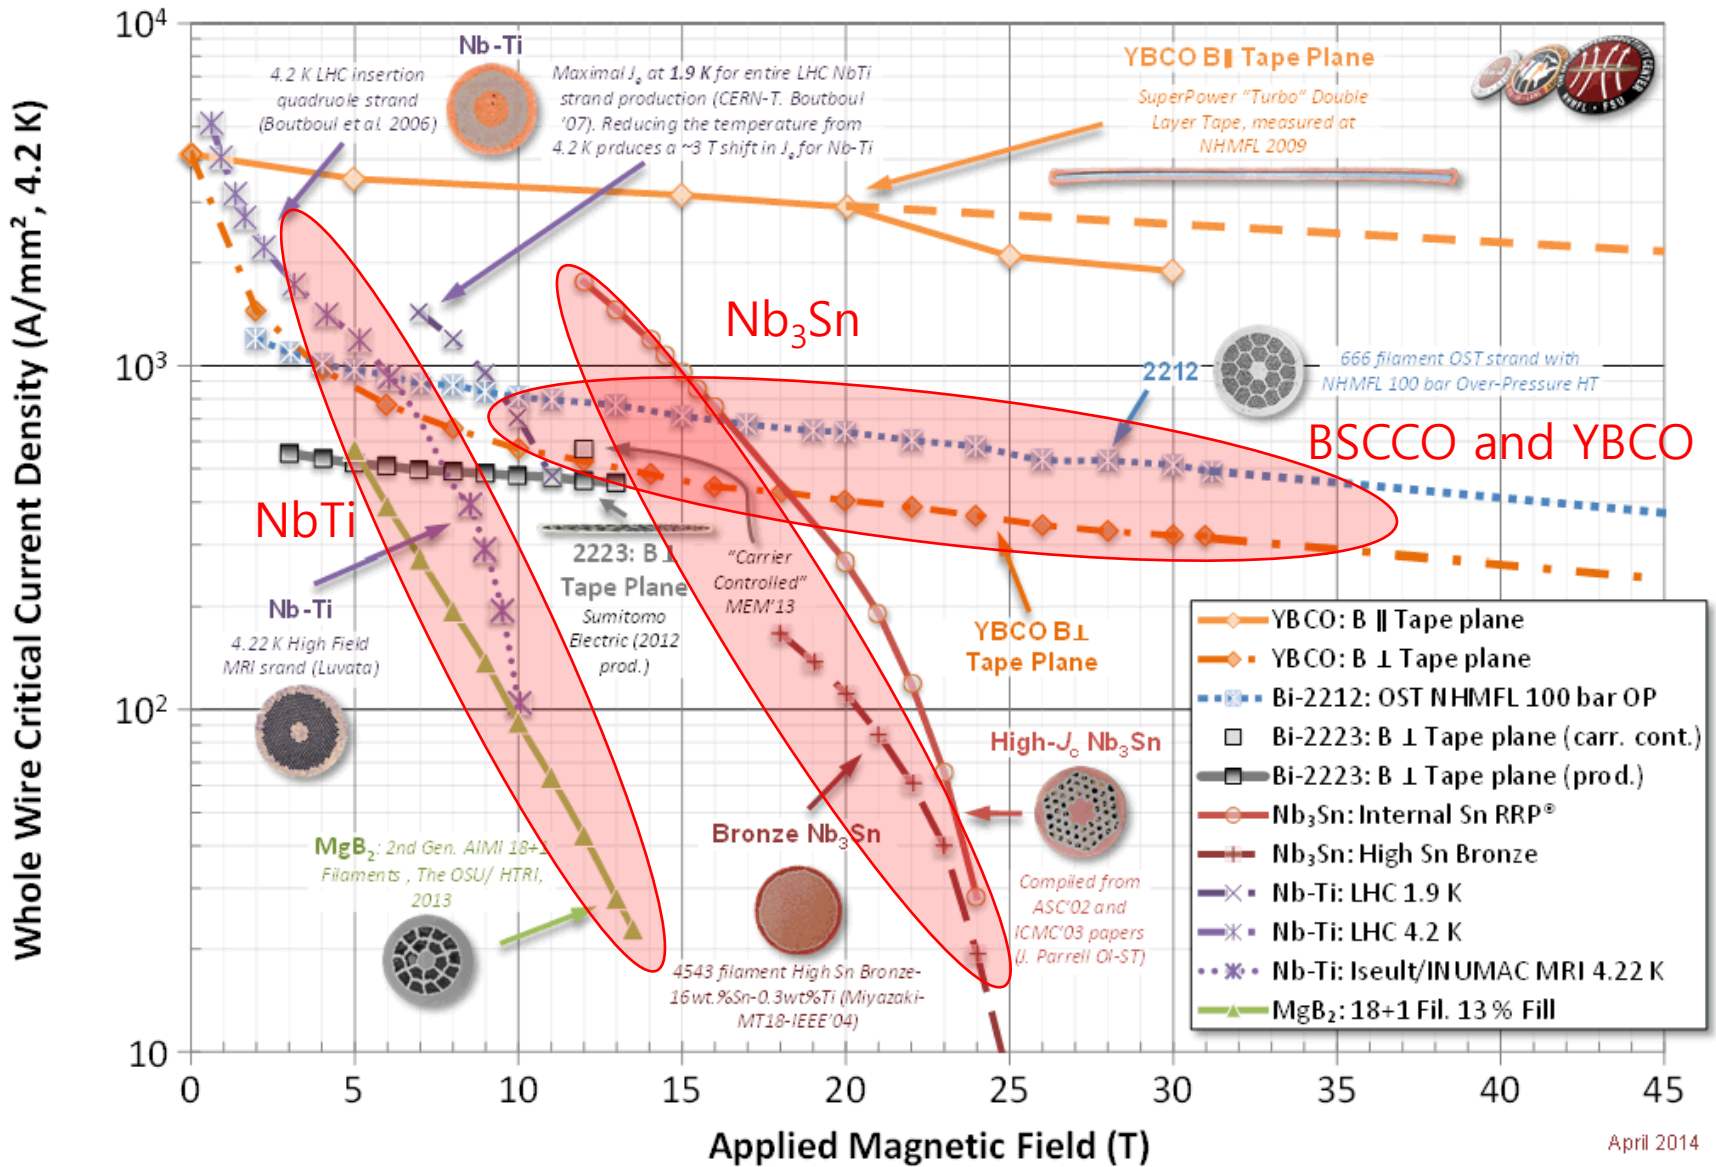 Whole Wire Critical Current Density (A/mm², 4.2 K)
10⁴
10³
10²
10
0
5
10
15
20
25
30
35
40
45
Applied Magnetic Field (T)
April 2014
4.2 K LHC insertion
quadruole strand
(Boutboul et al. 2006)
Nb-Ti
Maximal Jₑ at 1.9 K for entire LHC NbTi
strand production (CERN-T. Boutboul
'07). Reducing the temperature from
4.2 K prduces a ~3 T shift in Jₑ for Nb-Ti
YBCO B∥ Tape Plane
SuperPower "Turbo" Double
Layer Tape, measured at
NHMFL 2009
Nb₃Sn
2212
666 filament OST strand with
NHMFL 100 bar Over-Pressure HT
BSCCO and YBCO
NbTi
2223: B⊥
Tape Plane
Sumitomo
Electric (2012
prod.)
"Carrier
Controlled"
MEM'13
YBCO B⊥
Tape Plane
Nb-Ti
4.22 K High Field
MRI srand (Luvata)
MgB₂: 2nd Gen. AIMI 18+1
Filaments , The OSU/ HTRI,
2013
Bronze Nb₃Sn
4543 filament High Sn Bronze-
16wt.%Sn-0.3wt%Ti (Miyazaki-
MT18-IEEE'04)
High-J꜀ Nb₃Sn
Compiled from
ASC'02 and
ICMC'03 papers
(J. Parrell OI-ST)
YBCO: B ∥ Tape plane
YBCO: B ⊥ Tape plane
Bi-2212: OST NHMFL 100 bar OP
Bi-2223: B ⊥ Tape plane (carr. cont.)
Bi-2223: B ⊥ Tape plane (prod.)
Nb₃Sn: Internal Sn RRP®
Nb₃Sn: High Sn Bronze
Nb-Ti: LHC 1.9 K
Nb-Ti: LHC 4.2 K
Nb-Ti: Iseult/INUMAC MRI 4.22 K
MgB₂: 18+1 Fil. 13 % Fill